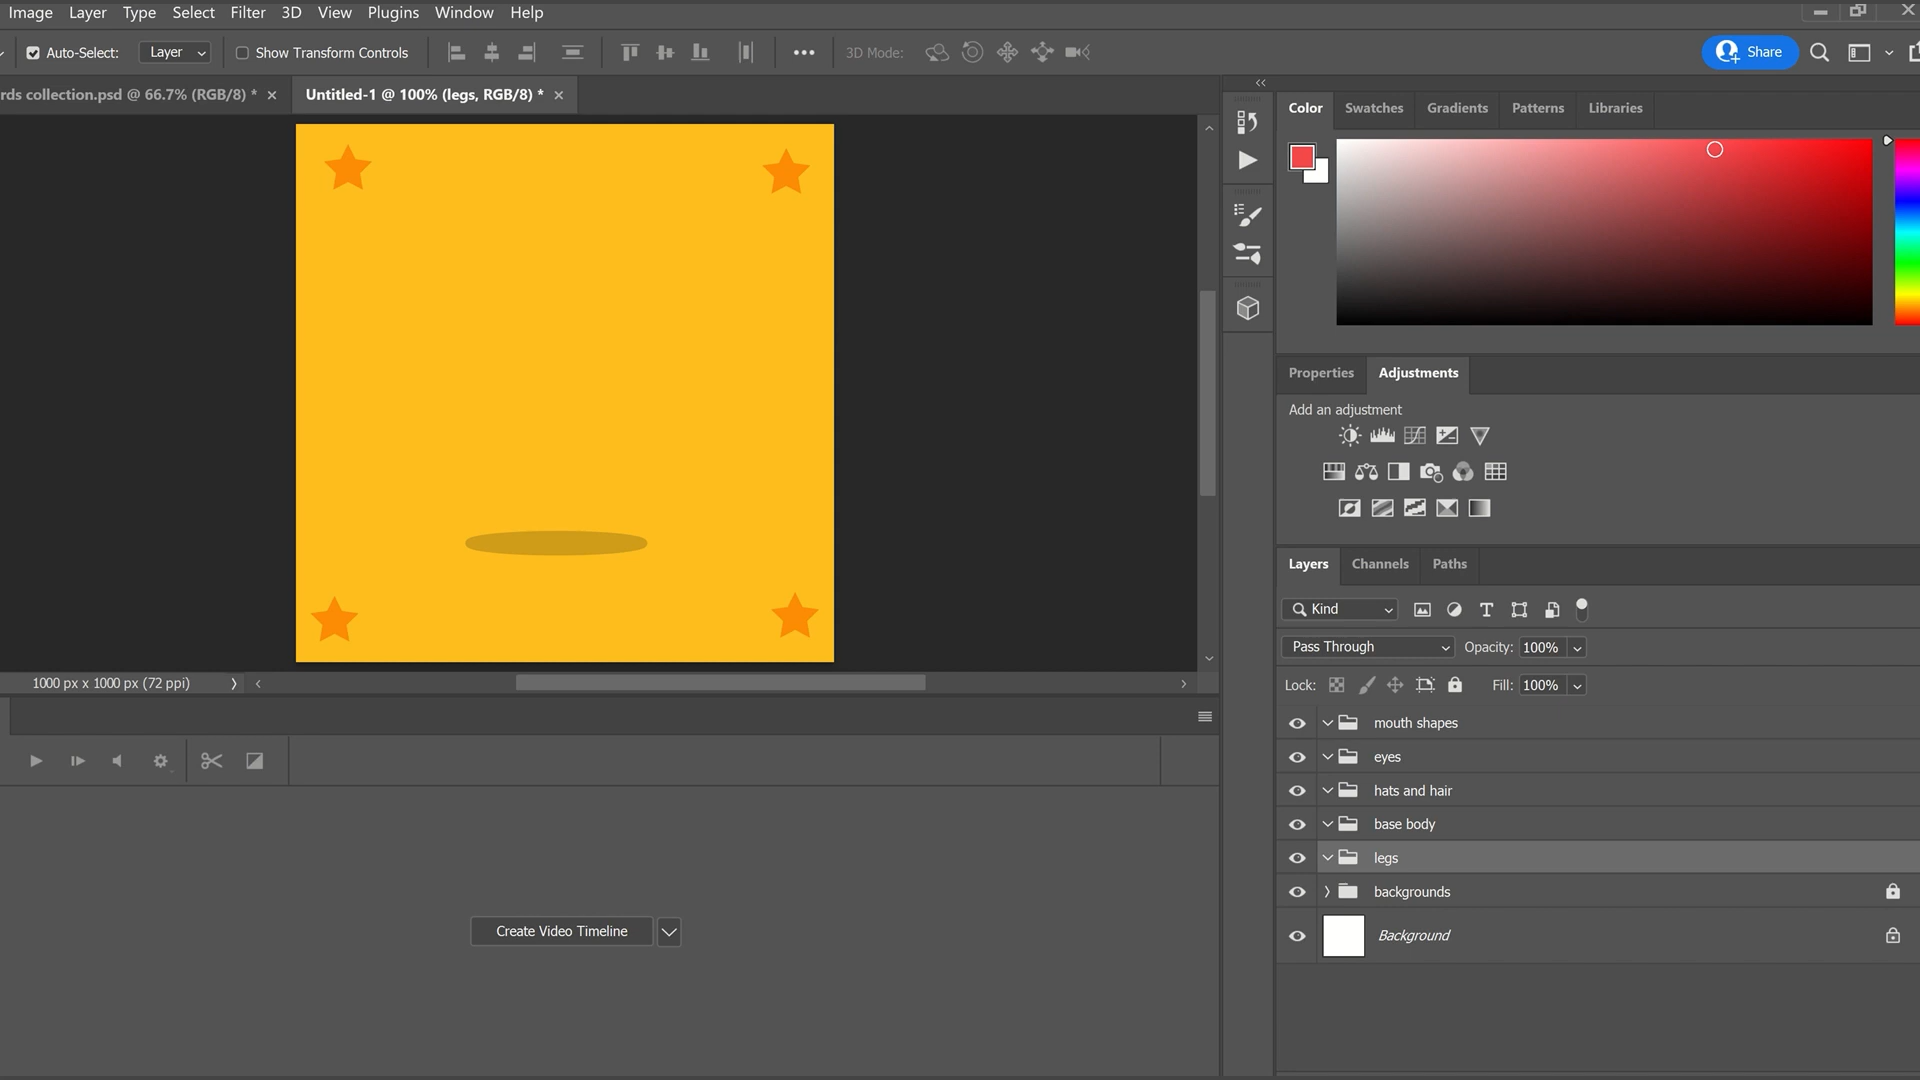 Image Layer Type Select Filter 3D View Plugins Window Help
Auto-Select: Layer Show Transform Controls 3D Mode: Share
rds collection.psd @ 66.7% (RGB/8) * Untitled-1 @ 100% (legs, RGB/8) *
Color Swatches Gradients Patterns Libraries
Properties Adjustments
Add an adjustment
Layers Channels Paths
Kind
Pass Through Opacity: 100%
Lock: Fill: 100%
1000 px x 1000 px (72 ppi)
mouth shapes
eyes
hats and hair
base body
legs
backgrounds
Background
Create Video Timeline